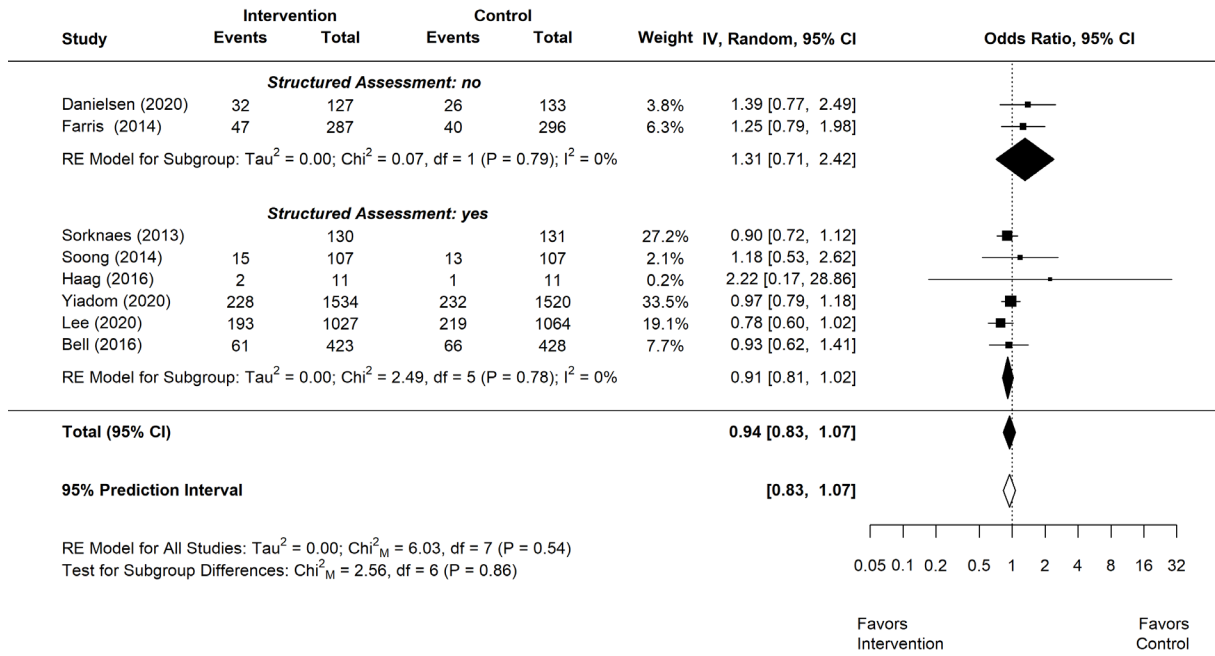 Intervention Control
Study Events Total Events Total Weight IV, Random, 95% CI Odds Ratio, 95% CI
Structured Assessment: no
Danielsen (2020) 32 127 26 133 3.8% 1.39 [0.77, 2.49]
Farris (2014) 47 287 40 296 6.3% 1.25 [0.79, 1.98]
RE Model for Subgroup: Tau² = 0.00; Chi² = 0.07, df = 1 (P = 0.79); I² = 0% 1.31 [0.71, 2.42]
Structured Assessment: yes
Sorknaes (2013) 130 131 27.2% 0.90 [0.72, 1.12]
Soong (2014) 15 107 13 107 2.1% 1.18 [0.53, 2.62]
Haag (2016) 2 11 1 11 0.2% 2.22 [0.17, 28.86]
Yiadom (2020) 228 1534 232 1520 33.5% 0.97 [0.79, 1.18]
Lee (2020) 193 1027 219 1064 19.1% 0.78 [0.60, 1.02]
Bell (2016) 61 423 66 428 7.7% 0.93 [0.62, 1.41]
RE Model for Subgroup: Tau² = 0.00; Chi² = 2.49, df = 5 (P = 0.78); I² = 0% 0.91 [0.81, 1.02]
Total (95% CI) 0.94 [0.83, 1.07]
95% Prediction Interval [0.83, 1.07]
RE Model for All Studies: Tau² = 0.00; Chi²M = 6.03, df = 7 (P = 0.54)
Test for Subgroup Differences: Chi²M = 2.56, df = 6 (P = 0.86)
0.05 0.1 0.2 0.5 1 2 4 8 16 32
Favors Favors
Intervention Control